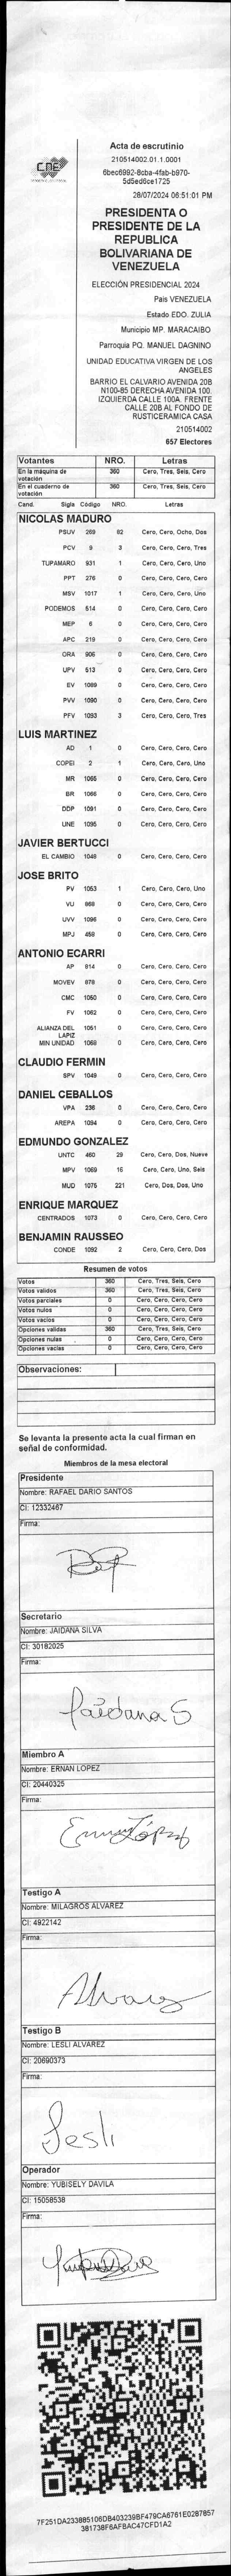 CNE
Acta de escrutinio
210514002.01.1.0001
6bec6992-8cba-4fab-b970-
5d5ed6ce1725
28/07/2024 06:51:01 PM
PRESIDENTA O
PRESIDENTE DE LA
REPUBLICA
BOLIVARIANA DE
VENEZUELA
ELECCIÓN PRESIDENCIAL 2024
Pais VENEZUELA
Estado EDO. ZULIA
Municipio MP. MARACAIBO
Parroquia PQ. MANUEL DAGNINO
UNIDAD EDUCATIVA VIRGEN DE LOS
ANGELES
BARRIO EL CALVARIO AVENIDA 20B
N100-85 DERECHA AVENIDA 100.
IZQUIERDA CALLE 100A. FRENTE
CALLE 20B AL FONDO DE
RUSTICERAMICA CASA
210514002
657 Electores
Votantes NRO. Letras
En la máquina de votación 360 Cero, Tres, Seis, Cero
En el cuaderno de votación 360 Cero, Tres, Seis, Cero
Cand. Sigla Código NRO. Letras
NICOLAS MADURO
PSUV 269 82 Cero, Cero, Ocho, Dos
PCV 9 3 Cero, Cero, Cero, Tres
TUPAMARO 931 1 Cero, Cero, Cero, Uno
PPT 276 0 Cero, Cero, Cero, Cero
MSV 1017 1 Cero, Cero, Cero, Uno
PODEMOS 514 0 Cero, Cero, Cero, Cero
MEP 6 0 Cero, Cero, Cero, Cero
APC 219 0 Cero, Cero, Cero, Cero
ORA 906 0 Cero, Cero, Cero, Cero
UPV 513 0 Cero, Cero, Cero, Cero
EV 1089 0 Cero, Cero, Cero, Cero
PVV 1090 0 Cero, Cero, Cero, Cero
PFV 1093 3 Cero, Cero, Cero, Tres
LUIS MARTINEZ
AD 1 0 Cero, Cero, Cero, Cero
COPEI 2 1 Cero, Cero, Cero, Uno
MR 1065 0 Cero, Cero, Cero, Cero
BR 1066 0 Cero, Cero, Cero, Cero
DDP 1091 0 Cero, Cero, Cero, Cero
UNE 1095 0 Cero, Cero, Cero, Cero
JAVIER BERTUCCI
EL CAMBIO 1048 0 Cero, Cero, Cero, Cero
JOSE BRITO
PV 1053 1 Cero, Cero, Cero, Uno
VU 868 0 Cero, Cero, Cero, Cero
UVV 1096 0 Cero, Cero, Cero, Cero
MPJ 458 0 Cero, Cero, Cero, Cero
ANTONIO ECARRI
AP 814 0 Cero, Cero, Cero, Cero
MOVEV 878 0 Cero, Cero, Cero, Cero
CMC 1050 0 Cero, Cero, Cero, Cero
FV 1062 0 Cero, Cero, Cero, Cero
ALIANZA DEL LAPIZ 1051 0 Cero, Cero, Cero, Cero
MIN UNIDAD 1068 0 Cero, Cero, Cero, Cero
CLAUDIO FERMIN
SPV 1049 0 Cero, Cero, Cero, Cero
DANIEL CEBALLOS
VPA 236 0 Cero, Cero, Cero, Cero
AREPA 1094 0 Cero, Cero, Cero, Cero
EDMUNDO GONZALEZ
UNTC 460 29 Cero, Cero, Dos, Nueve
MPV 1069 16 Cero, Cero, Uno, Seis
MUD 1075 221 Cero, Dos, Dos, Uno
ENRIQUE MARQUEZ
CENTRADOS 1073 0 Cero, Cero, Cero, Cero
BENJAMIN RAUSSEO
CONDE 1092 2 Cero, Cero, Cero, Dos
Resumen de votos
Votos 360 Cero, Tres, Seis, Cero
Votos validos 360 Cero, Tres, Seis, Cero
Votos parciales 0 Cero, Cero, Cero, Cero
Votos nulos 0 Cero, Cero, Cero, Cero
Votos vacios 0 Cero, Cero, Cero, Cero
Opciones validas 360 Cero, Tres, Seis, Cero
Opciones nulas 0 Cero, Cero, Cero, Cero
Opciones vacias 0 Cero, Cero, Cero, Cero
Observaciones:
Se levanta la presente acta la cual firman en
señal de conformidad.
Miembros de la mesa electoral
Presidente
Nombre: RAFAEL DARIO SANTOS
CI: 12332467
Firma:
Secretario
Nombre: JAIDANA SILVA
CI: 30182025
Firma:
Jaidana S
Miembro A
Nombre: ERNAN LOPEZ
CI: 20440325
Firma:
Testigo A
Nombre: MILAGROS ALVAREZ
CI: 4922142
Firma:
Alvarez
Testigo B
Nombre: LESLI ALVAREZ
CI: 20690373
Firma:
Lesli
Operador
Nombre: YUBISELY DAVILA
CI: 15058538
Firma:
7F251DA233885106DB403239BF479CA6761E0287857
381738F6AFBAC47CFD1A2